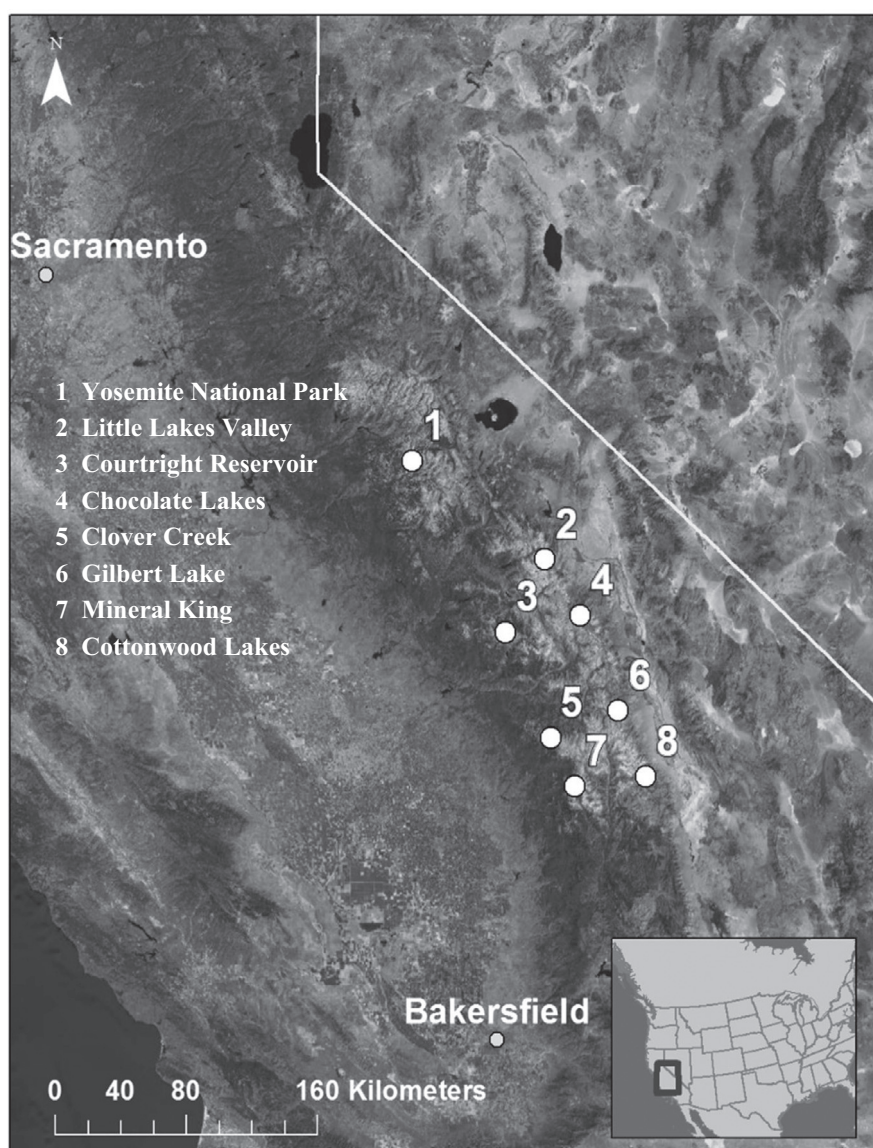 N
Sacramento
1 Yosemite National Park
2 Little Lakes Valley
3 Courtright Reservoir
4 Chocolate Lakes
5 Clover Creek
6 Gilbert Lake
7 Mineral King
8 Cottonwood Lakes
1
2
3
4
5
6
7
8
Bakersfield
0 40 80 160 Kilometers